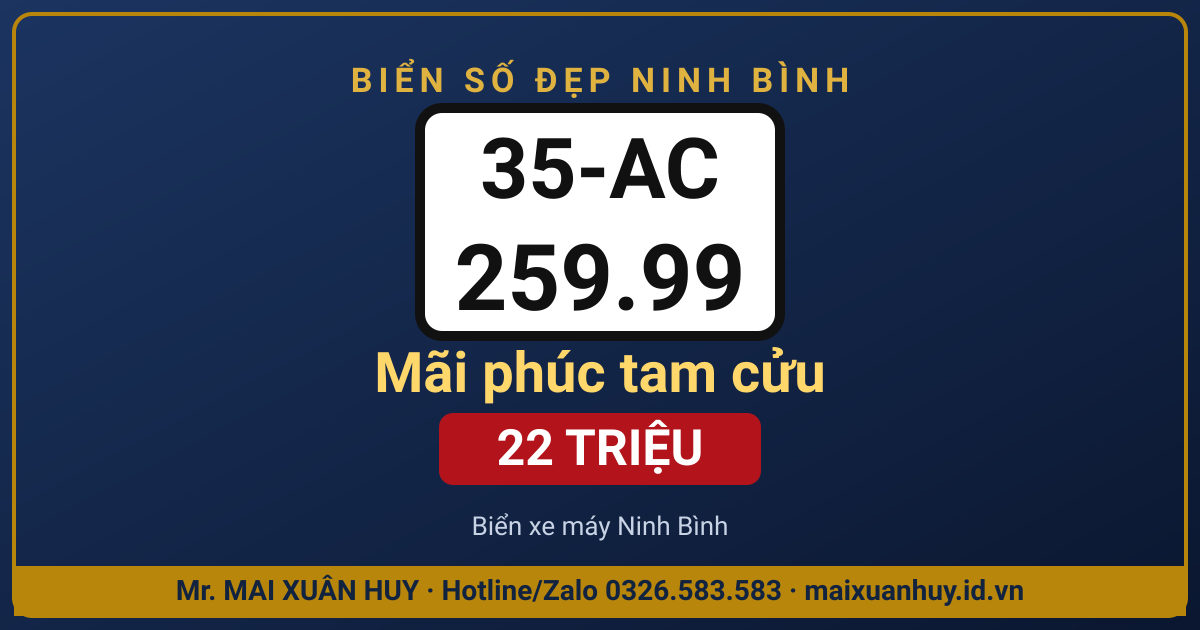 BIỂN SỐ ĐẸP NINH BÌNH
35-AC
259.99
Mãi phúc tam cửu
22 TRIỆU
Biển xe máy Ninh Bình
Mr. MAI XUÂN HUY · Hotline/Zalo 0326.583.583 · maixuanhuy.id.vn